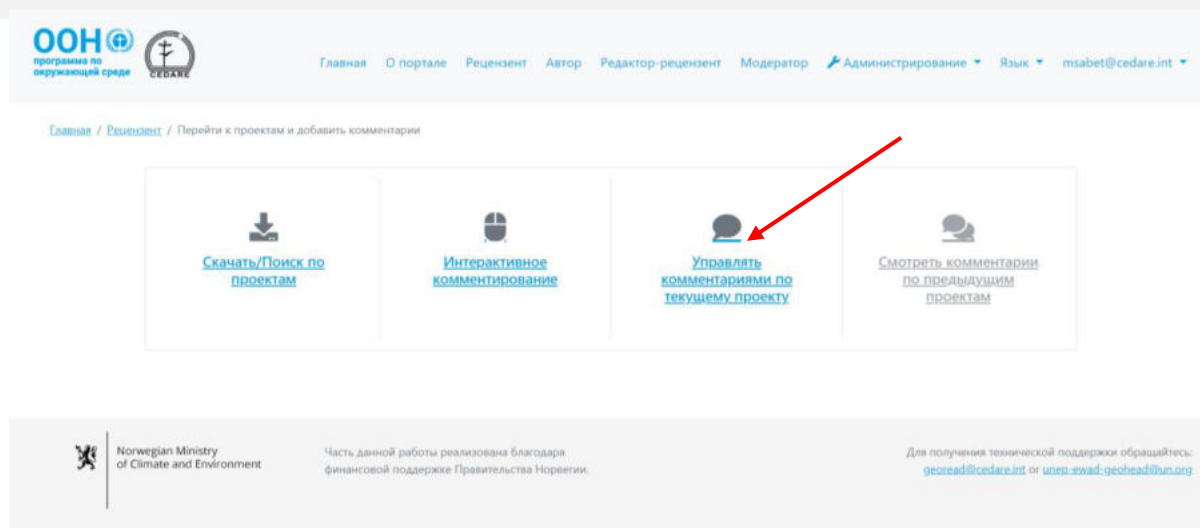 ООН
программа по
окружающей среде
CEDARE
Главная О портале Рецензент Автор Редактор-рецензент Модератор Администрирование Язык msabet@cedare.int
Главная / Рецензент / Перейти к проектам и добавить комментарии
Скачать/Поиск по
проектам
Интерактивное
комментирование
Управлять
комментариями по
текущему проекту
Смотреть комментарии
по предыдущим
проектам
Norwegian Ministry
of Climate and Environment
Часть данной работы реализована благодаря
финансовой поддержке Правительства Норвегии.
Для получения технической поддержки обращайтесь:
georead@cedare.int or unep-ewad-geohead@un.org